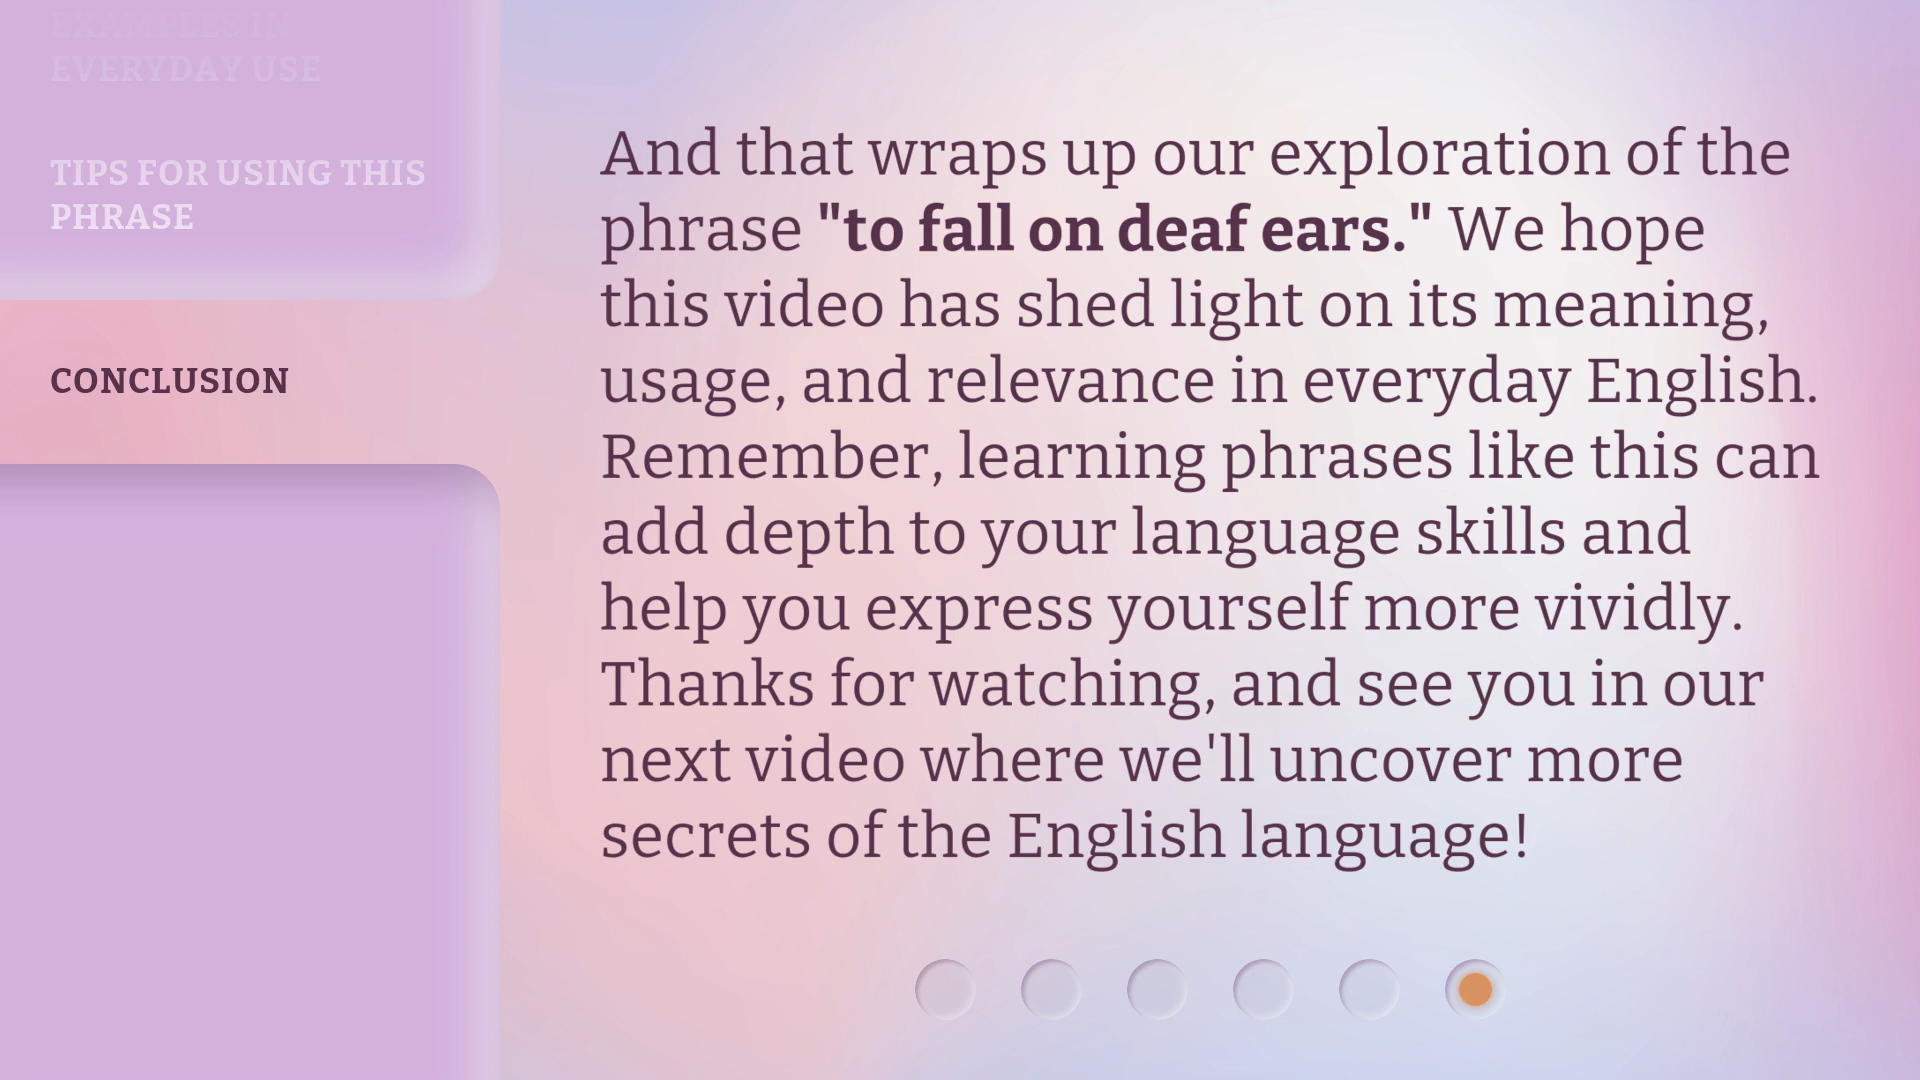 EXAMPLES IN
EVERYDAY USE
TIPS FOR USING THIS
PHRASE
CONCLUSION
And that wraps up our exploration of the
phrase "to fall on deaf ears." We hope
this video has shed light on its meaning,
usage, and relevance in everyday English.
Remember, learning phrases like this can
add depth to your language skills and
help you express yourself more vividly.
Thanks for watching, and see you in our
next video where we'll uncover more
secrets of the English language!